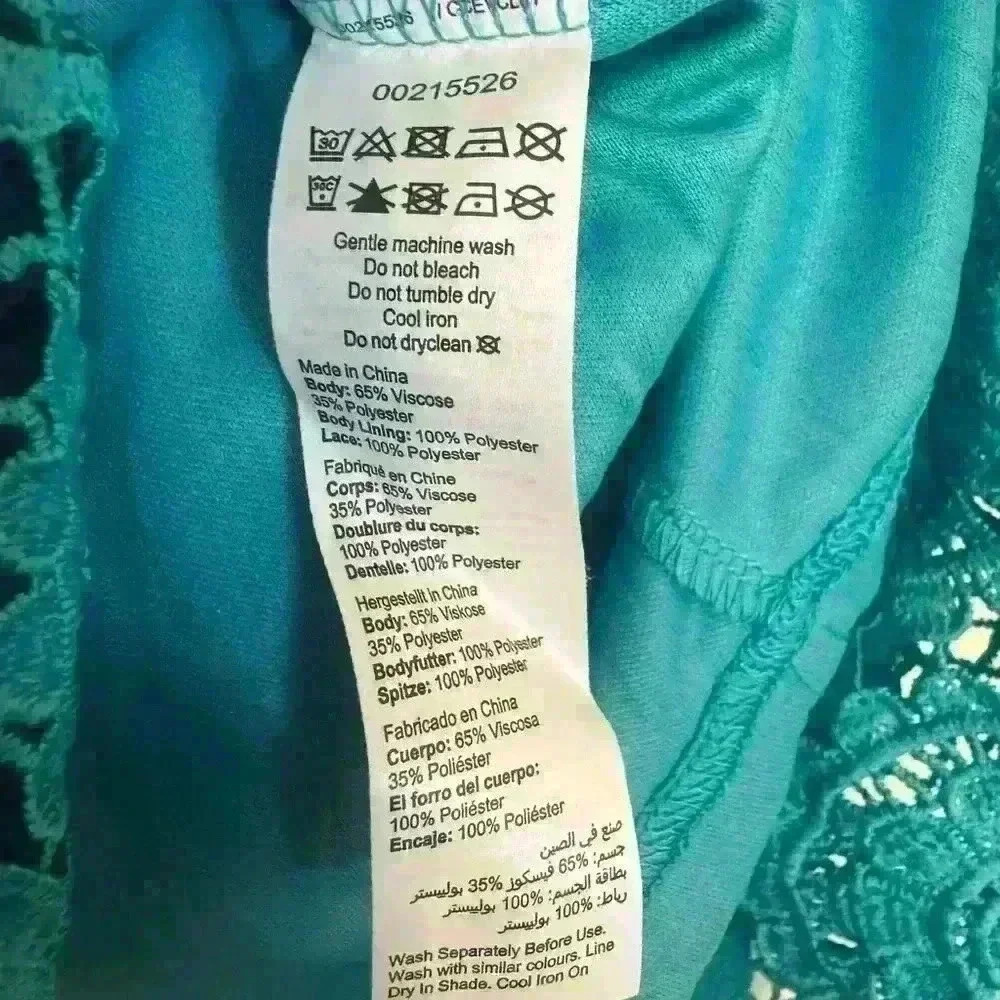 00215526
30
30C
Gentle machine wash
Do not bleach
Do not tumble dry
Cool iron
Do not dryclean
Made in China
Body: 65% Viscose
35% Polyester
Body Lining: 100% Polyester
Lace: 100% Polyester
Fabriqué en Chine
Corps: 65% Viscose
35% Polyester
Doublure du corps:
100% Polyester
Dentelle: 100% Polyester
Hergestellt in China
Body: 65% Viskose
35% Polyester
Bodyfutter: 100% Polyester
Spitze: 100% Polyester
Fabricado en China
Cuerpo: 65% Viscosa
35% Poliéster
El forro del cuerpo:
100% Poliéster
Encaje: 100% Poliéster
صنع في الصين
جسم: 65% فيسكوز 35% بوليستر
بطاقة الجسم: 100% بوليستر
رباط: 100% بوليستر
Wash Separately Before Use.
Wash with similar colours. Line
Dry In Shade. Cool Iron On